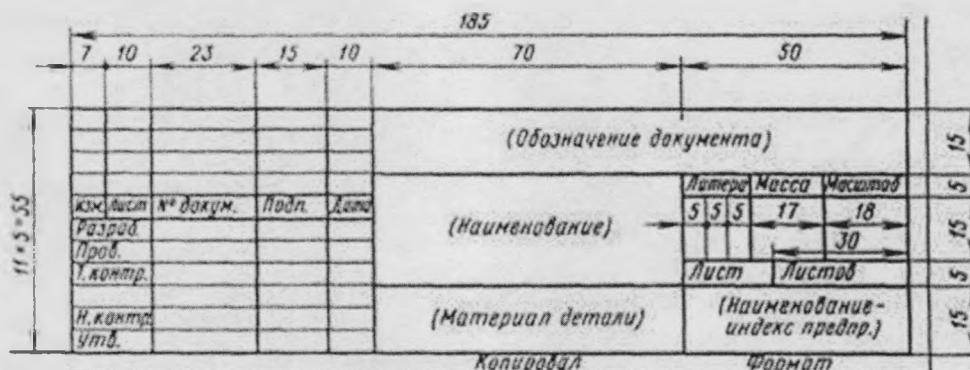 185
7 10 23 15 10 70 50
(Обозначение документа)
15
Литера Масса Масштаб
5
Изм. Лист № докум. Подп. Дата
5 5 5 17 18
Разраб.
(Наименование)
15
30
Пров.
Т. контр.
Лист Листов
5
11×5=55
Н. контр.
(Материал детали)
(Наименование-
индекс предпр.)
15
Утв.
Копировал Формат